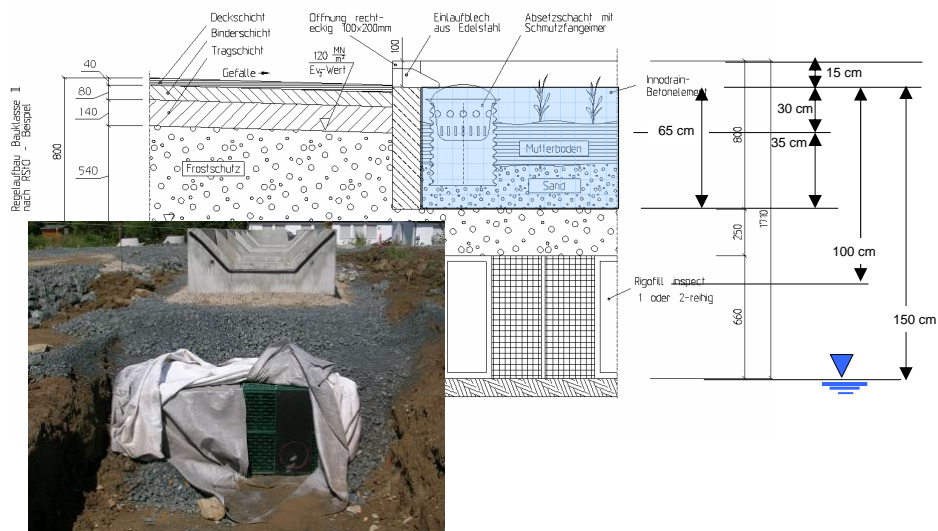 Deckschicht
Binderschicht
Tragschicht
Öffnung recht-
eckig 100x200mm
Einlaufblech
aus Edelstahl
Absetzschacht mit
Schmutzfangeimer
100
120 MN
m²
Ev2-Wert
Gefälle
40
80
140
800
540
Regelaufbau - Bauklasse III
nach RStO - Beispiel
Innodrain-
Betonelement
Frostschutz
Mutterboden
Sand
Rigofill inspect
1 oder 2-reihig
65 cm
15 cm
30 cm
35 cm
800
1710
250
660
100 cm
150 cm